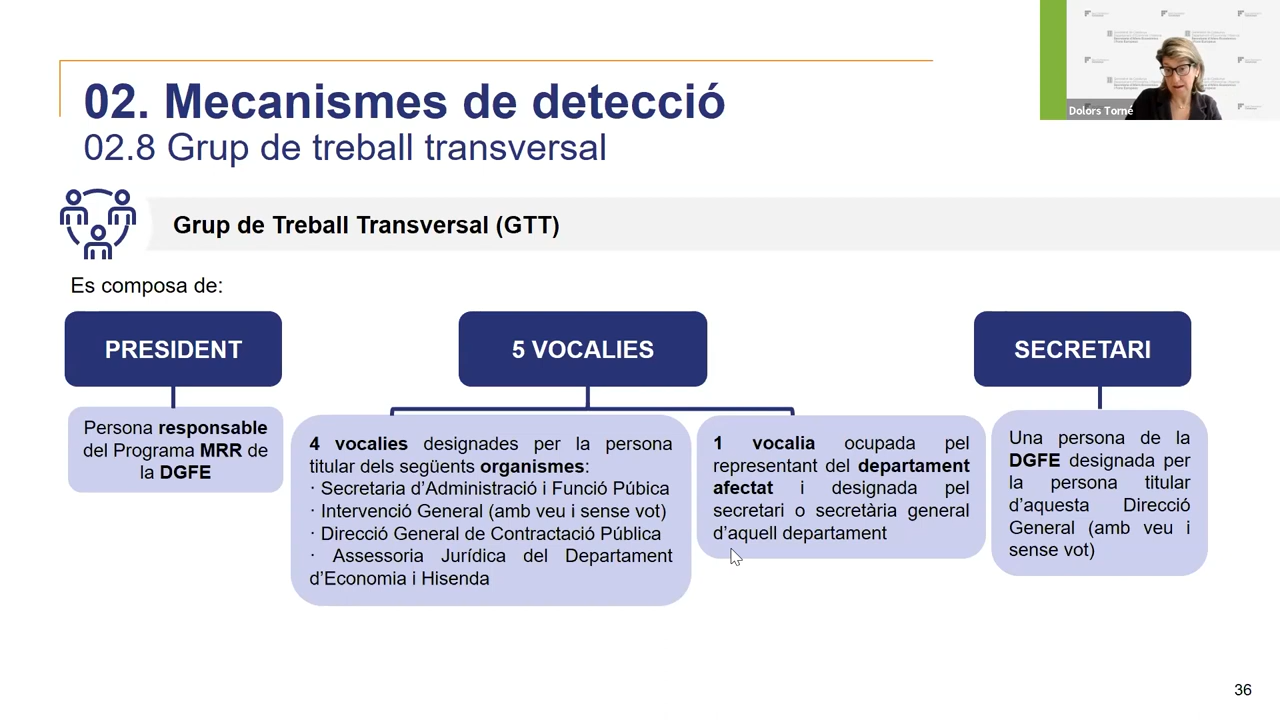 02. Mecanismes de detecció
02.8 Grup de treball transversal
Dolors Tomé
Grup de Treball Transversal (GTT)
Es composa de:
PRESIDENT
Persona responsable
del Programa MRR de
la DGFE
5 VOCALIES
4 vocalies designades per la persona
titular dels següents organismes:
· Secretaria d’Administració i Funció Púbica
· Intervenció General (amb veu i sense vot)
· Direcció General de Contractació Pública
· Assessoria Jurídica del Departament
d’Economia i Hisenda
1 vocalia ocupada pel
representant del departament
afectat i designada pel
secretari o secretària general
d’aquell departament
SECRETARI
Una persona de la
DGFE designada per
la persona titular
d’aquesta Direcció
General (amb veu i
sense vot)
36